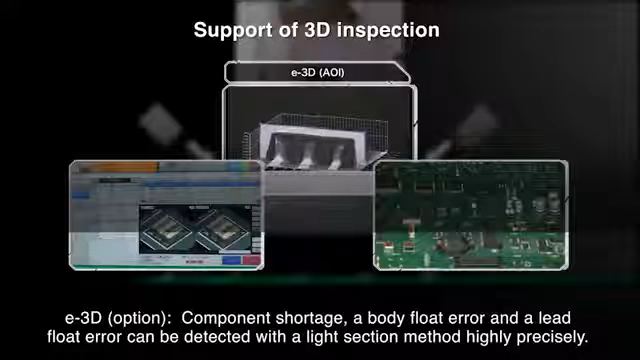 Support of 3D inspection
e-3D (AOI)
e-3D (option):  Component shortage, a body float error and a lead
float error can be detected with a light section method highly precisely.